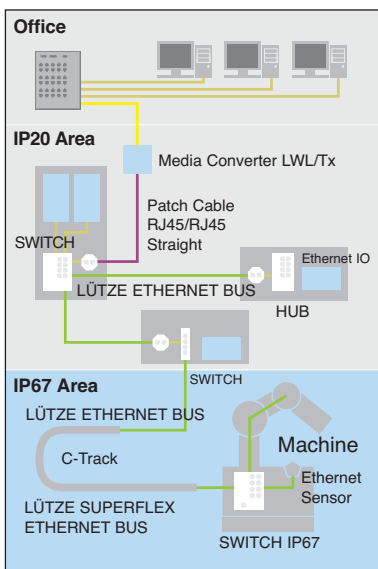 Office
IP20 Area
Media Converter LWL/Tx
Patch Cable
RJ45/RJ45
Straight
SWITCH
Ethernet IO
LÜTZE ETHERNET BUS
HUB
SWITCH
IP67 Area
LÜTZE ETHERNET BUS
Machine
C-Track
Ethernet
Sensor
LÜTZE SUPERFLEX
ETHERNET BUS
SWITCH IP67